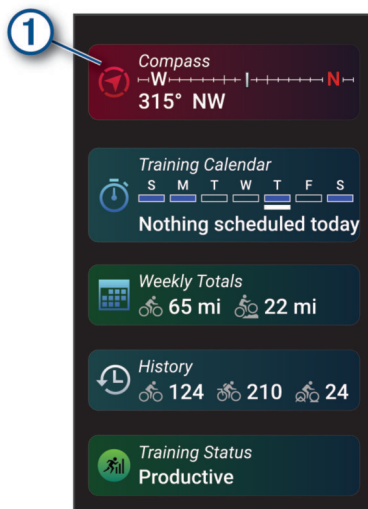 1
Compass
W N
315° NW
Training Calendar
S M T W T F S
Nothing scheduled today
Weekly Totals
65 mi 22 mi
History
124 210 24
Training Status
Productive